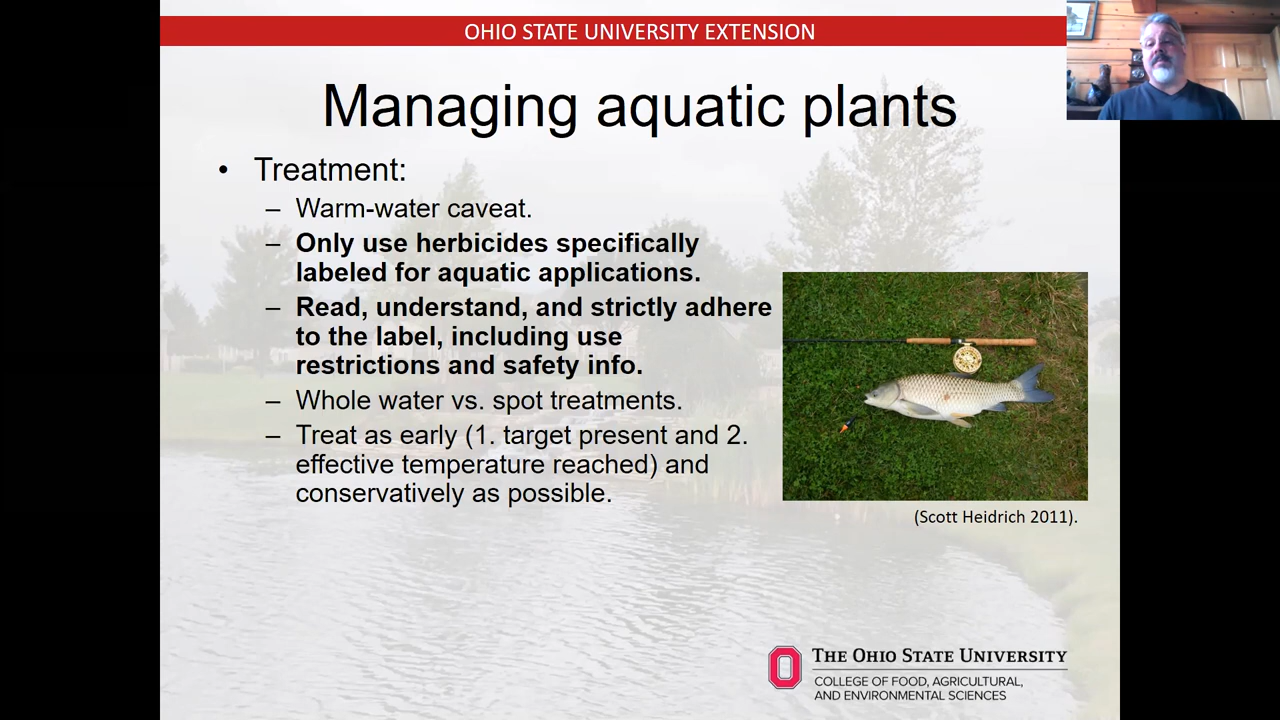 OHIO STATE UNIVERSITY EXTENSION
Managing aquatic plants
• Treatment:
– Warm-water caveat.
– Only use herbicides specifically
labeled for aquatic applications.
– Read, understand, and strictly adhere
to the label, including use
restrictions and safety info.
– Whole water vs. spot treatments.
– Treat as early (1. target present and 2.
effective temperature reached) and
conservatively as possible.
(Scott Heidrich 2011).
THE OHIO STATE UNIVERSITY
COLLEGE OF FOOD, AGRICULTURAL,
AND ENVIRONMENTAL SCIENCES